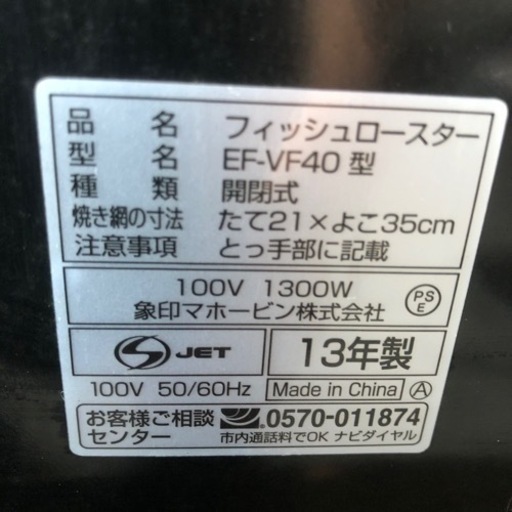 品名 フィッシュロースター
型名 EF-VF40 型
種類 開閉式
焼き網の寸法 たて21×よこ35cm
注意事項 とっ手部に記載
100V 1300W
象印マホービン株式会社
PS
E
S JET
13年製
100V 50/60Hz
Made in China
A
お客様ご相談
センター
0570-011874
市内通話料でOK ナビダイヤル